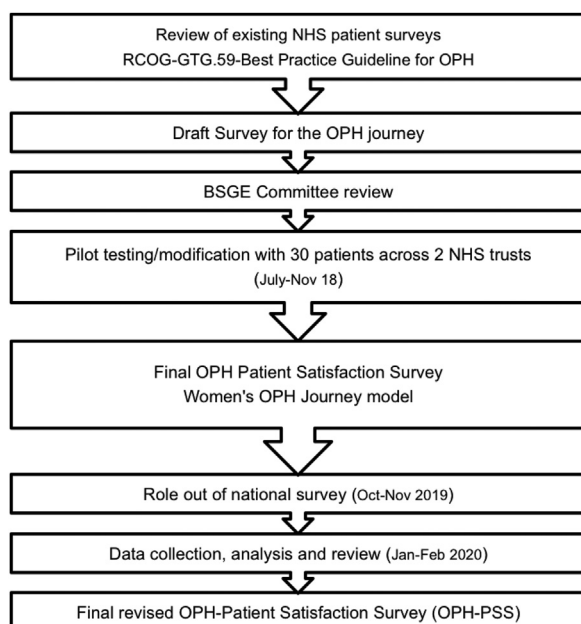 Review of existing NHS patient surveys
RCOG-GTG.59-Best Practice Guideline for OPH
Draft Survey for the OPH journey
BSGE Committee review
Pilot testing/modification with 30 patients across 2 NHS trusts
(July-Nov 18)
Final OPH Patient Satisfaction Survey
Women's OPH Journey model
Role out of national survey (Oct-Nov 2019)
Data collection, analysis and review (Jan-Feb 2020)
Final revised OPH-Patient Satisfaction Survey (OPH-PSS)